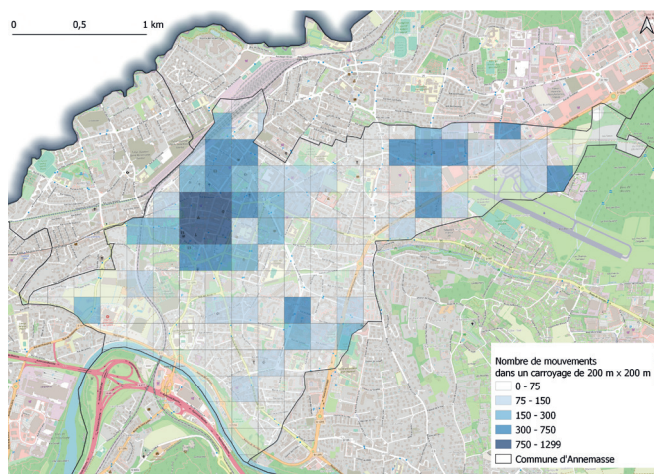 0 0,5 1 km
Nombre de mouvements
dans un carroyage de 200 m x 200 m
0 - 75
75 - 150
150 - 300
300 - 750
750 - 1299
Commune d'Annemasse